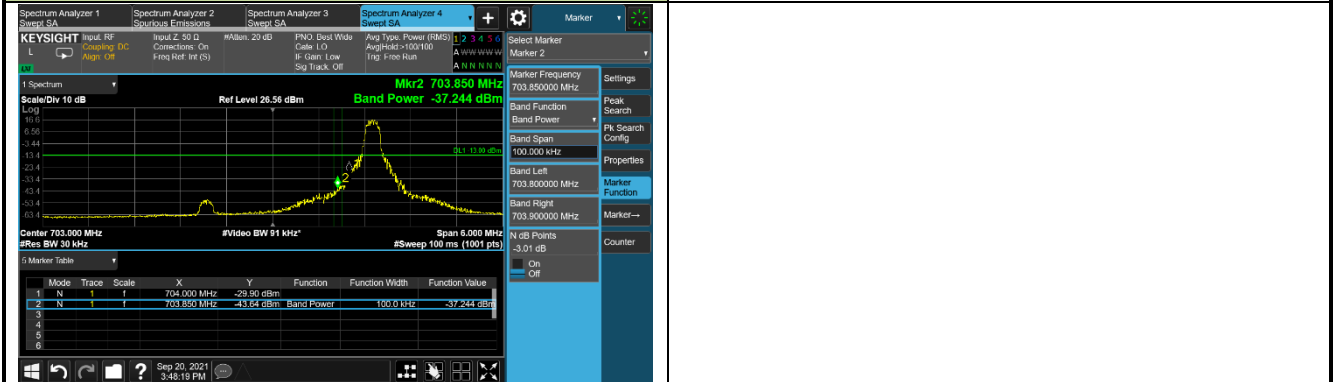 Spectrum Analyzer 1
Swept SA
Spectrum Analyzer 2
Spurious Emissions
Spectrum Analyzer 3
Swept SA
Spectrum Analyzer 4
Swept SA
+
Marker
KEYSIGHT
L
LU
Input: RF
Coupling: DC
Align: Off
Input Z: 50 Ω
Corrections: On
Freq Ref: Int (S)
#Atten: 20 dB
PNO: Best Wide
Gate: LO
IF Gain: Low
Sig Track: Off
Avg Type: Power (RMS)
Avg|Hold:>100/100
Trig: Free Run
1 2 3 4 5 6
A W W W W W
A N N N N N
Select Marker
Marker 2
1 Spectrum
Mkr2 703.850 MHz
Scale/Div 10 dB
Ref Level 26.56 dBm
Band Power -37.244 dBm
Log
16.6
6.56
-3.44
-13.4
-23.4
-33.4
-43.4
-53.4
-63.4
DL1 -13.00 dBm
2
Center 703.000 MHz
#Video BW 91 kHz*
Span 6.000 MHz
#Res BW 30 kHz
#Sweep 100 ms (1001 pts)
Marker Frequency
703.850000 MHz
Band Function
Band Power
Band Span
100.000 kHz
Band Left
703.800000 MHz
Band Right
703.900000 MHz
N dB Points
-3.01 dB
On
Off
Settings
Peak
Search
Pk Search
Config
Properties
Marker
Function
Marker→
Counter
5 Marker Table
Mode Trace Scale X Y Function Function Width Function Value
1 N 1 f 704.000 MHz -29.90 dBm
2 N 1 f 703.850 MHz -43.64 dBm Band Power 100.0 kHz -37.244 dBm
3
4
5
6
?
Sep 20, 2021
3:48:19 PM